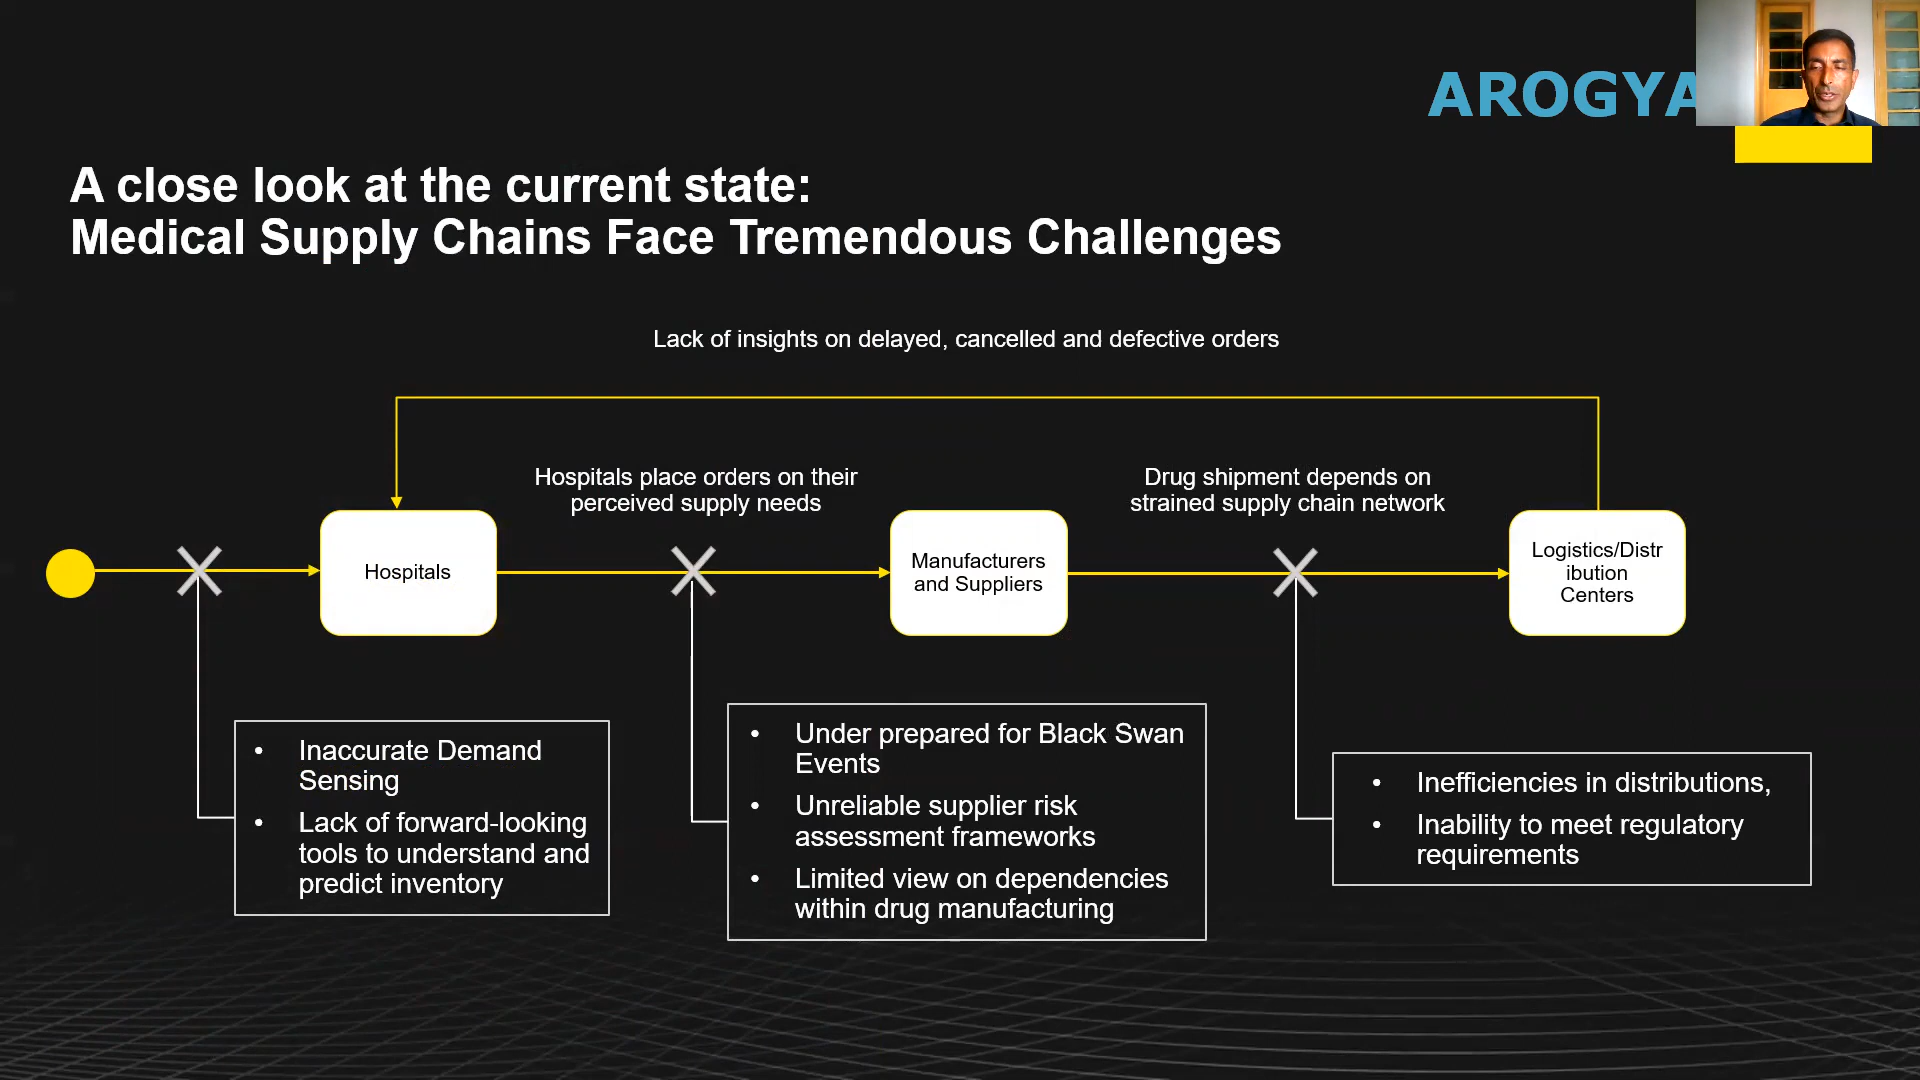 AROGYA
A close look at the current state:
Medical Supply Chains Face Tremendous Challenges
Lack of insights on delayed, cancelled and defective orders
Hospitals place orders on their
perceived supply needs
Drug shipment depends on
strained supply chain network
Hospitals
Manufacturers
and Suppliers
Logistics/Distr
ibution
Centers
• Inaccurate Demand
Sensing
• Lack of forward-looking
tools to understand and
predict inventory
• Under prepared for Black Swan
Events
• Unreliable supplier risk
assessment frameworks
• Limited view on dependencies
within drug manufacturing
• Inefficiencies in distributions,
• Inability to meet regulatory
requirements